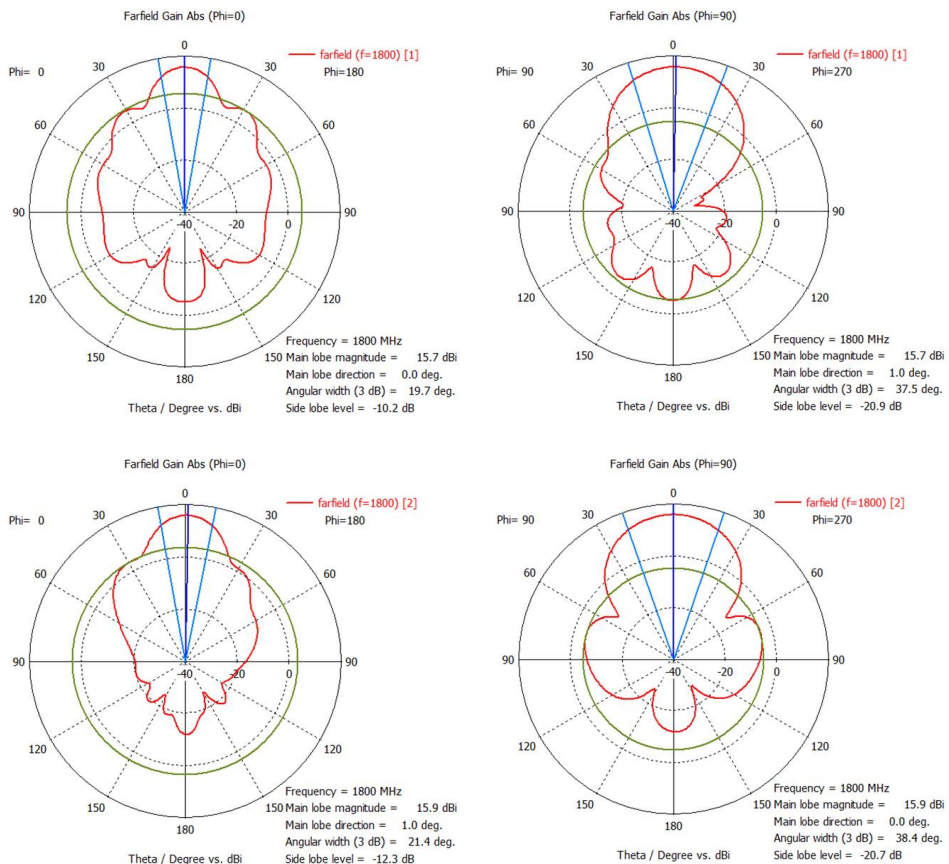 Farfield Gain Abs (Phi=0)
0
farfield (f=1800) [1]
Phi= 0
30
30
Phi=180
60
60
90
-40
-20
0
90
120
120
150
150
180
Frequency = 1800 MHz
Main lobe magnitude = 15.7 dBi
Main lobe direction = 0.0 deg.
Angular width (3 dB) = 19.7 deg.
Side lobe level = -10.2 dB
Theta / Degree vs. dBi
Farfield Gain Abs (Phi=90)
0
farfield (f=1800) [1]
Phi= 90
30
30
Phi=270
60
60
90
-40
-20
0
90
120
120
150
150
180
Frequency = 1800 MHz
Main lobe magnitude = 15.7 dBi
Main lobe direction = 1.0 deg.
Angular width (3 dB) = 37.5 deg.
Side lobe level = -20.9 dB
Theta / Degree vs. dBi
Farfield Gain Abs (Phi=0)
0
farfield (f=1800) [2]
Phi= 0
30
30
Phi=180
60
60
90
-40
-20
0
90
120
120
150
150
180
Frequency = 1800 MHz
Main lobe magnitude = 15.9 dBi
Main lobe direction = 1.0 deg.
Angular width (3 dB) = 21.4 deg.
Side lobe level = -12.3 dB
Theta / Degree vs. dBi
Farfield Gain Abs (Phi=90)
0
farfield (f=1800) [2]
Phi= 90
30
30
Phi=270
60
60
90
-40
-20
0
90
120
120
150
150
180
Frequency = 1800 MHz
Main lobe magnitude = 15.9 dBi
Main lobe direction = 0.0 deg.
Angular width (3 dB) = 38.4 deg.
Side lobe level = -20.7 dB
Theta / Degree vs. dBi